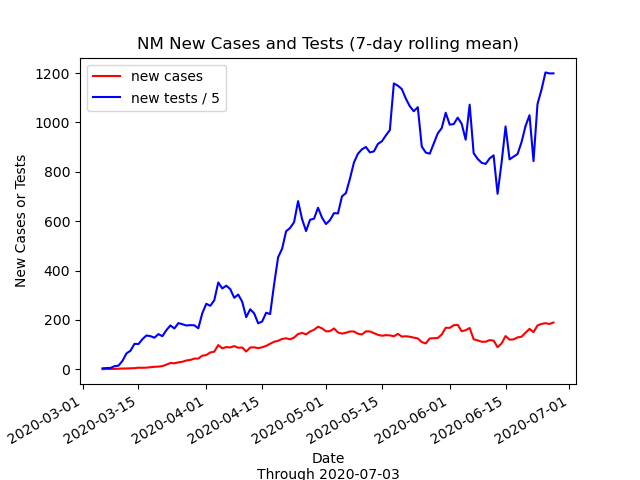 NM New Cases and Tests (7-day rolling mean)
new cases
new tests / 5
New Cases or Tests
1200
1000
800
600
400
200
0
2020-03-01
2020-03-15
2020-04-01
2020-04-15
2020-05-01
2020-05-15
2020-06-01
2020-06-15
2020-07-01
Date
Through 2020-07-03